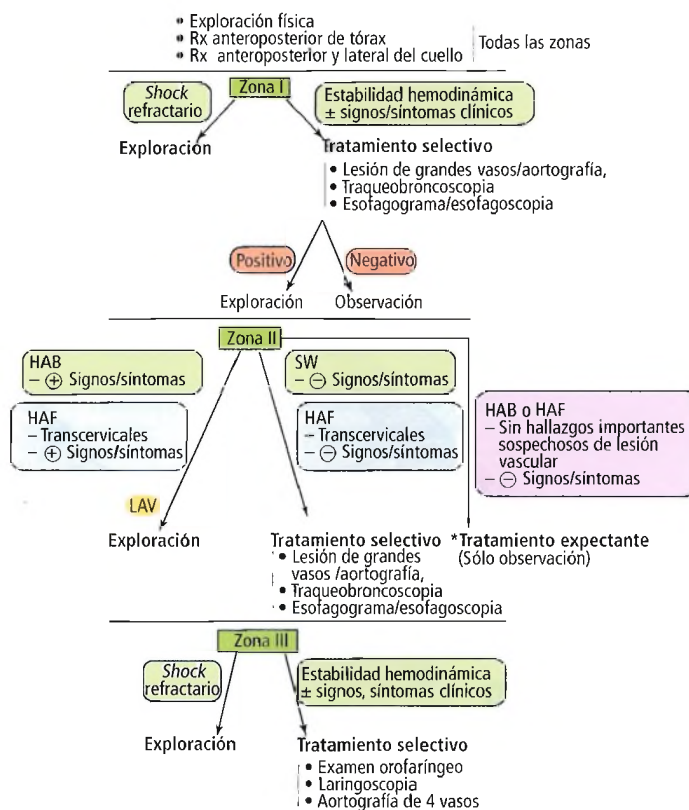 • Exploración física
• Rx anteroposterior de tórax
• Rx anteroposterior y lateral del cuello
Todas las zonas
Zona I
Shock
refractario
Estabilidad hemodinámica
± signos/síntomas clínicos
Exploración
Tratamiento selectivo
• Lesión de grandes vasos/aortografía,
• Traqueobroncoscopia
• Esofagograma/esofagoscopia
Positivo
Negativo
Exploración
Observación
Zona II
HAB
– ⊕ Signos/síntomas
SW
– ⊖ Signos/síntomas
HAF
– Transcervicales
– ⊕ Signos/síntomas
HAF
– Transcervicales
– ⊖ Signos/síntomas
HAB o HAF
– Sin hallazgos importantes
sospechosos de lesión
vascular
– ⊖ Signos/síntomas
LAV
Exploración
Tratamiento selectivo
• Lesión de grandes
vasos /aortografía,
• Traqueobroncoscopia
• Esofagograma/esofagoscopia
*Tratamiento expectante
(Sólo observación)
Zona III
Shock
refractario
Estabilidad hemodinámica
± signos, síntomas clínicos
Exploración
Tratamiento selectivo
• Examen orofaríngeo
• Laringoscopia
• Aortografía de 4 vasos